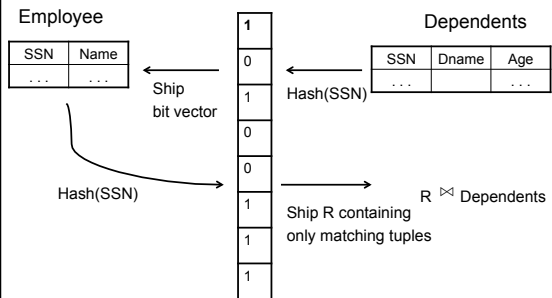 Employee
Dependents
SSN Name
. . . . . .
SSN Dname Age
. . . . . .
Ship
bit vector
Hash(SSN)
1
0
1
0
0
1
1
1
Hash(SSN)
Ship R containing
only matching tuples
R ⋈ Dependents